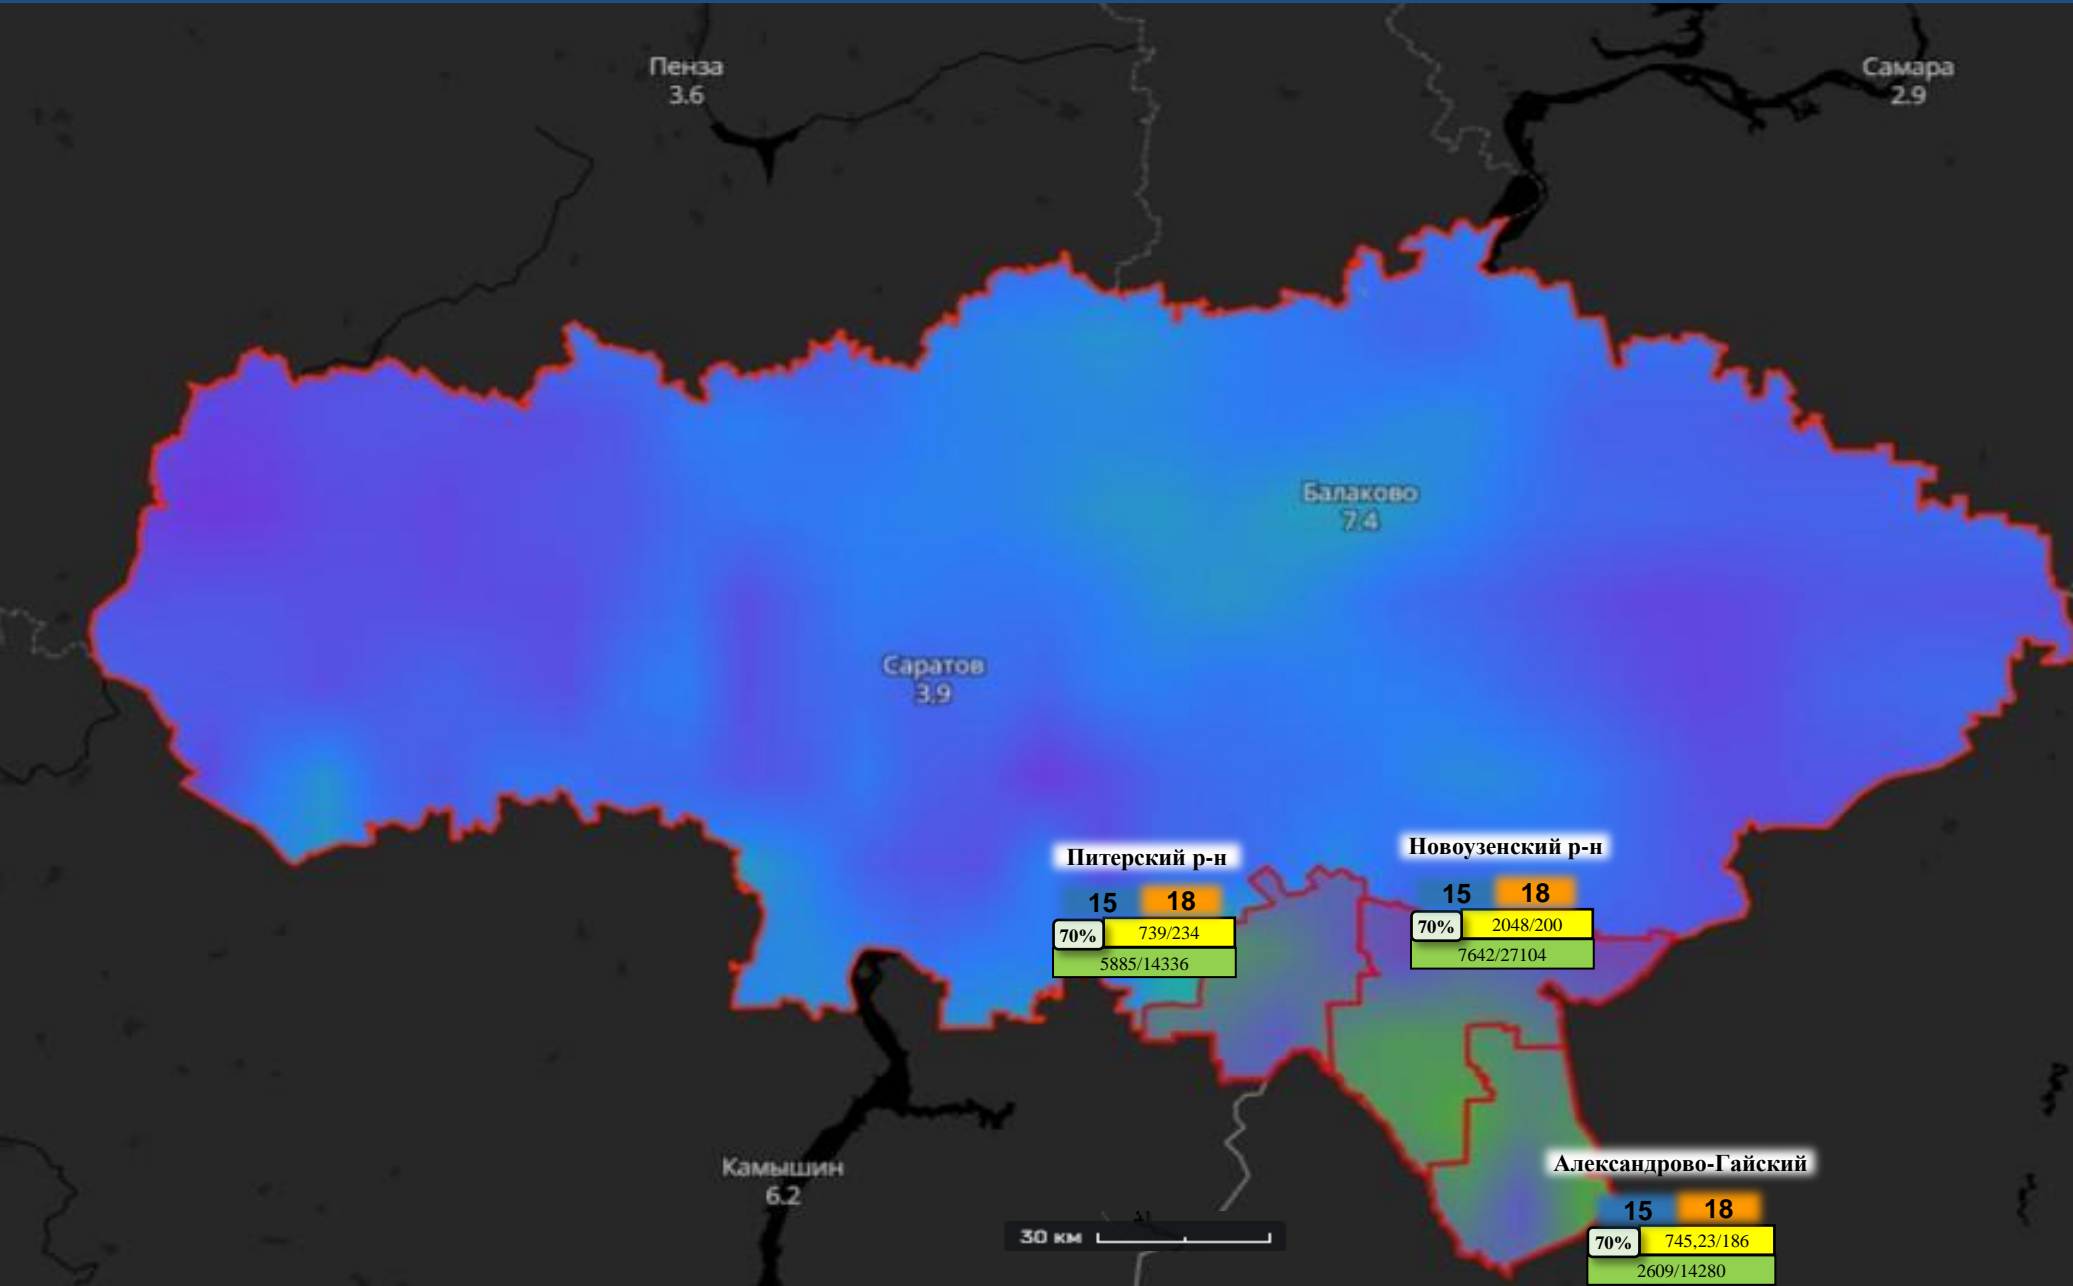 Пенза
3.6
Самара
2.9
Балаково
7.4
Саратов
3.9
Питерский р-н
15 18
70% 739/234
5885/14336
Новоузенский р-н
15 18
70% 2048/200
7642/27104
Камышин
6.2
Александрово-Гайский
15 18
70% 745,23/186
2609/14280
30 км